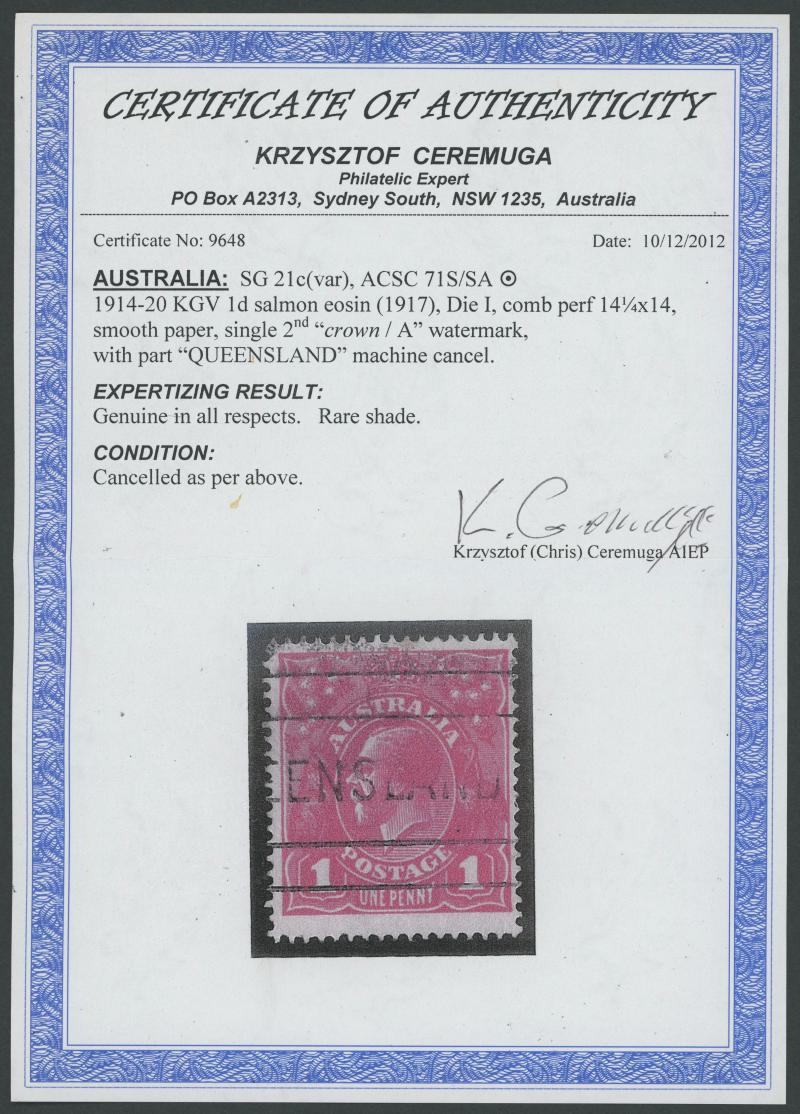 CERTIFICATE OF AUTHENTICITY
KRZYSZTOF CEREMUGA
Philatelic Expert
PO Box A2313, Sydney South, NSW 1235, Australia
Certificate No: 9648 Date: 10/12/2012
AUSTRALIA: SG 21c(var), ACSC 71S/SA ⊙
1914-20 KGV 1d salmon eosin (1917), Die I, comb perf 14¼x14,
smooth paper, single 2nd “crown / A” watermark,
with part “QUEENSLAND” machine cancel.
EXPERTIZING RESULT:
Genuine in all respects. Rare shade.
CONDITION:
Cancelled as per above.
K. Ceremuga
Krzysztof (Chris) Ceremuga AIEP
AUSTRALIA
ENSLAND
POSTAGE
1 1
ONE PENNY